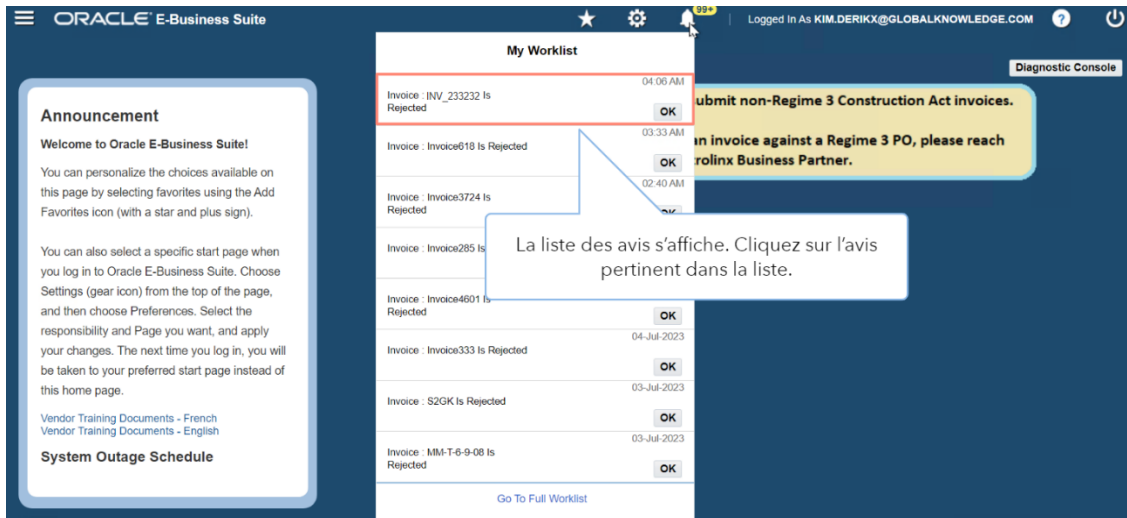 ORACLE E-Business Suite
99+
Logged In As KIM.DERIKX@GLOBALKNOWLEDGE.COM
?
Diagnostic Console
Announcement
Welcome to Oracle E-Business Suite!
You can personalize the choices available on
this page by selecting favorites using the Add
Favorites icon (with a star and plus sign).
You can also select a specific start page when
you log in to Oracle E-Business Suite. Choose
Settings (gear icon) from the top of the page,
and then choose Preferences. Select the
responsibility and Page you want, and apply
your changes. The next time you log in, you will
be taken to your preferred start page instead of
this home page.
Vendor Training Documents - French
Vendor Training Documents - English
System Outage Schedule
My Worklist
04:06 AM
Invoice : INV_233232 Is
Rejected
OK
03:33 AM
Invoice : Invoice618 Is Rejected
OK
02:40 AM
Invoice : Invoice3724 Is
Rejected
OK
Invoice : Invoice285 Is
Invoice : Invoice4601 Is
Rejected
OK
04-Jul-2023
Invoice : Invoice333 Is Rejected
OK
03-Jul-2023
Invoice : S2GK Is Rejected
OK
03-Jul-2023
Invoice : MM-T-6-9-08 Is
Rejected
OK
Go To Full Worklist
La liste des avis s'affiche. Cliquez sur l'avis
pertinent dans la liste.
ubmit non-Regime 3 Construction Act invoices.
an invoice against a Regime 3 PO, please reach
trolinx Business Partner.